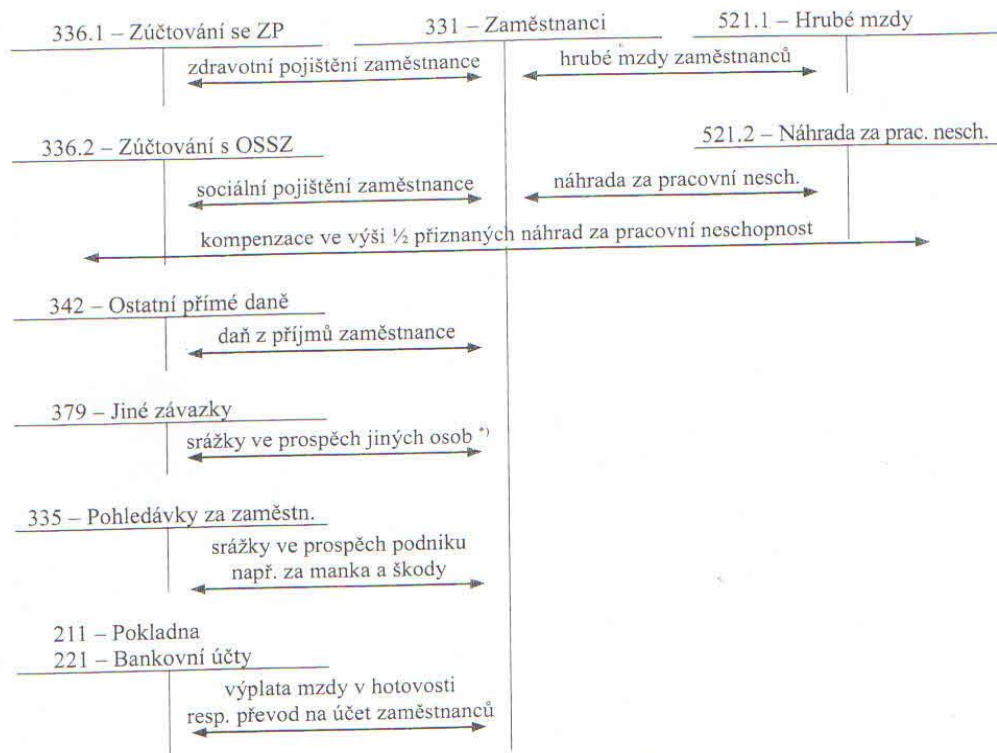 336.1 – Zúčtování se ZP
331 – Zaměstnanci
521.1 – Hrubé mzdy
zdravotní pojištění zaměstnance
hrubé mzdy zaměstnanců
336.2 – Zúčtování s OSSZ
521.2 – Náhrada za prac. nesch.
sociální pojištění zaměstnance
náhrada za pracovní nesch.
kompenzace ve výši ½ přiznaných náhrad za pracovní neschopnost
342 – Ostatní přímé daně
daň z příjmů zaměstnance
379 – Jiné závazky
srážky ve prospěch jiných osob *)
335 – Pohledávky za zaměstn.
srážky ve prospěch podniku
např. za manka a škody
211 – Pokladna
221 – Bankovní účty
výplata mzdy v hotovosti
resp. převod na účet zaměstnanců